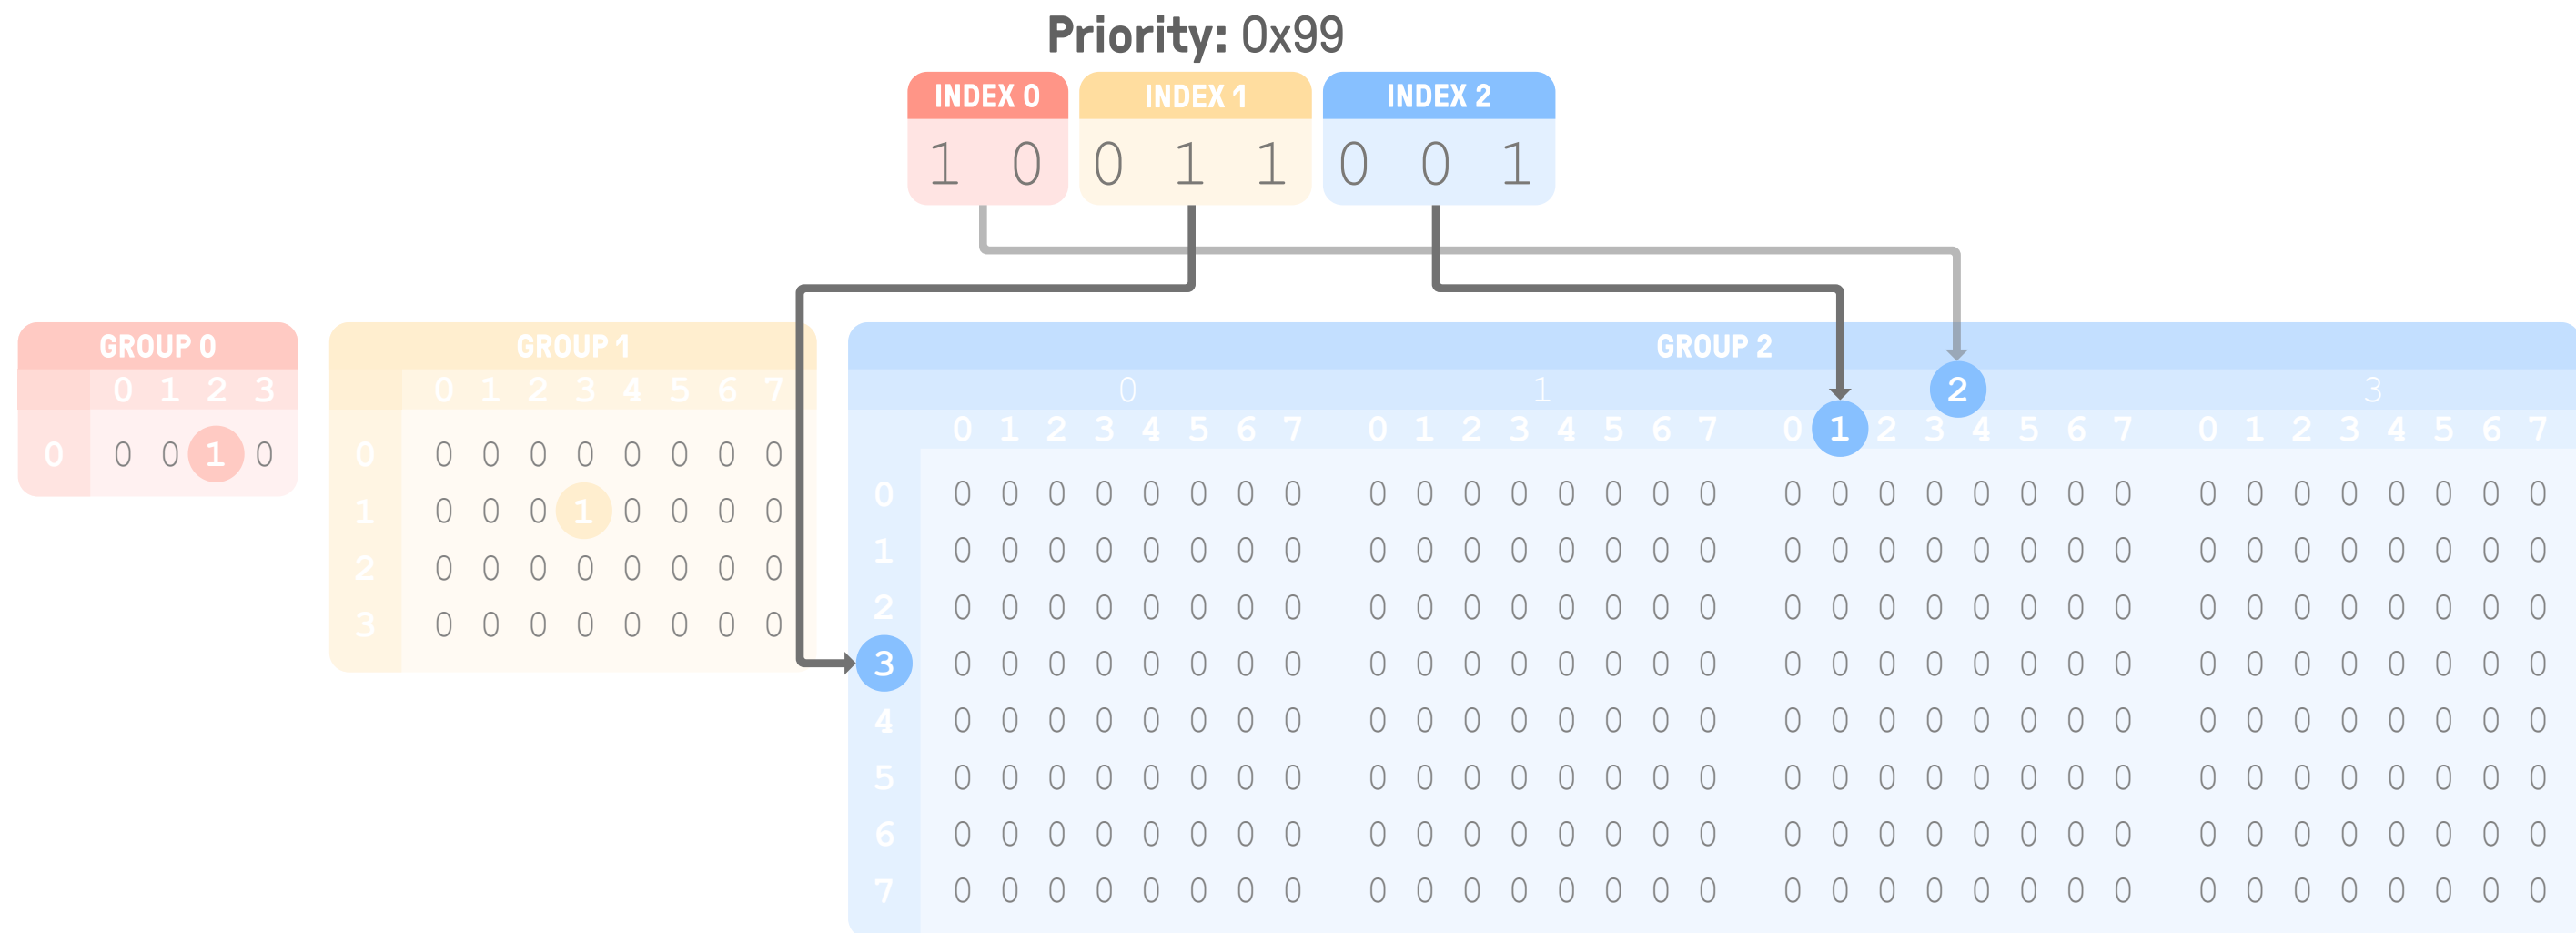 Priority: 0x99
INDEX 0 INDEX 1 INDEX 2
1 0 0 1 1 0 0 1
GROUP 0
0 1 2 3
0 0 0 1 0
GROUP 1
0 1 2 3 4 5 6 7
0 0 0 0 0 0 0 0 0
1 0 0 0 1 0 0 0 0
2 0 0 0 0 0 0 0 0
3 0 0 0 0 0 0 0 0
GROUP 2
0 1 2 3
0 1 2 3 4 5 6 7 0 1 2 3 4 5 6 7 0 1 2 3 4 5 6 7 0 1 2 3 4 5 6 7
0 0 0 0 0 0 0 0 0 0 0 0 0 0 0 0 0 0 0 0 0 0 0 0 0 0 0 0 0 0 0 0 0
1 0 0 0 0 0 0 0 0 0 0 0 0 0 0 0 0 0 0 0 0 0 0 0 0 0 0 0 0 0 0 0 0
2 0 0 0 0 0 0 0 0 0 0 0 0 0 0 0 0 0 0 0 0 0 0 0 0 0 0 0 0 0 0 0 0
3 0 0 0 0 0 0 0 0 0 0 0 0 0 0 0 0 0 0 0 0 0 0 0 0 0 0 0 0 0 0 0 0
4 0 0 0 0 0 0 0 0 0 0 0 0 0 0 0 0 0 0 0 0 0 0 0 0 0 0 0 0 0 0 0 0
5 0 0 0 0 0 0 0 0 0 0 0 0 0 0 0 0 0 0 0 0 0 0 0 0 0 0 0 0 0 0 0 0
6 0 0 0 0 0 0 0 0 0 0 0 0 0 0 0 0 0 0 0 0 0 0 0 0 0 0 0 0 0 0 0 0
7 0 0 0 0 0 0 0 0 0 0 0 0 0 0 0 0 0 0 0 0 0 0 0 0 0 0 0 0 0 0 0 0